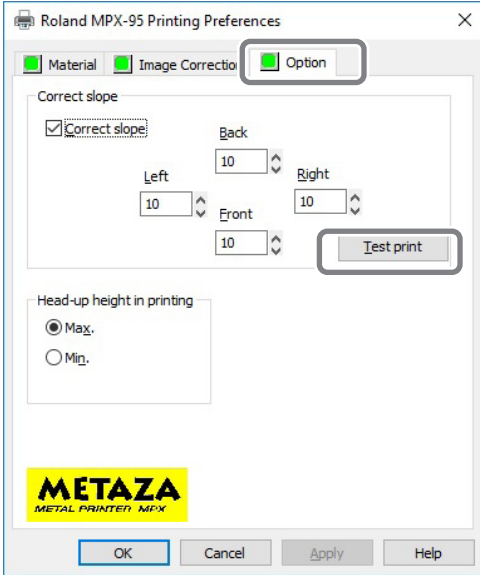 Roland MPX-95 Printing Preferences
Material Image Correction Option
Correct slope
Correct slope
Back
10
Left
10
Right
10
Front
10
Test print
Head-up height in printing
Max.
Min.
METAZA
METAL PRINTER MPX
OK Cancel Apply Help